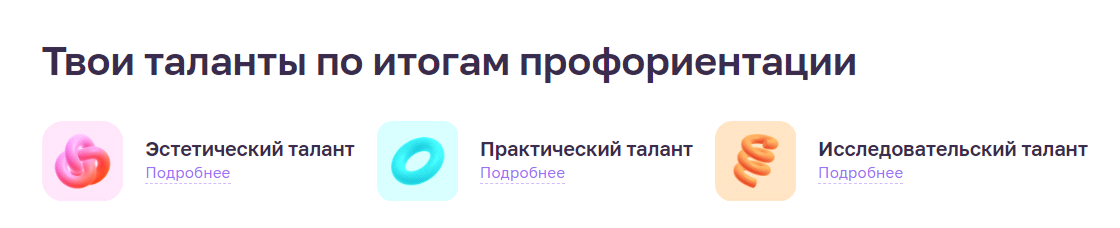 Твои таланты по итогам профориентации
Эстетический талант
Подробнее
Практический талант
Подробнее
Исследовательский талант
Подробнее